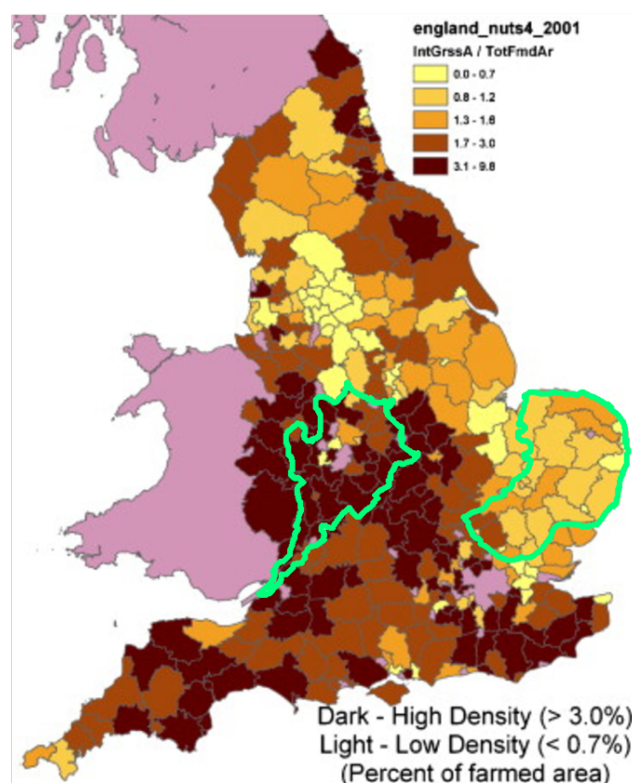 england_nuts4_2001
IntGrssA / TotFmdAr
0.0 - 0.7
0.8 - 1.2
1.3 - 1.6
1.7 - 3.0
3.1 - 9.8
Dark - High Density (> 3.0%)
Light - Low Density (< 0.7%)
(Percent of farmed area)